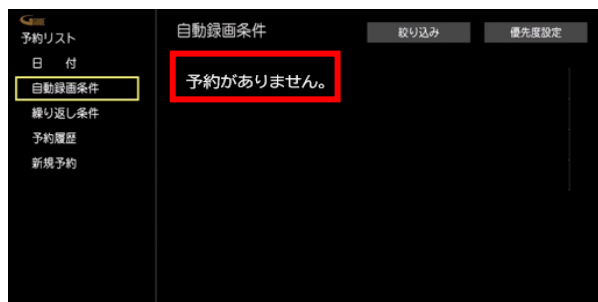 予約リスト
日 付
自動録画条件
繰り返し条件
予約履歴
新規予約
自動録画条件
絞り込み
優先度設定
予約がありません。